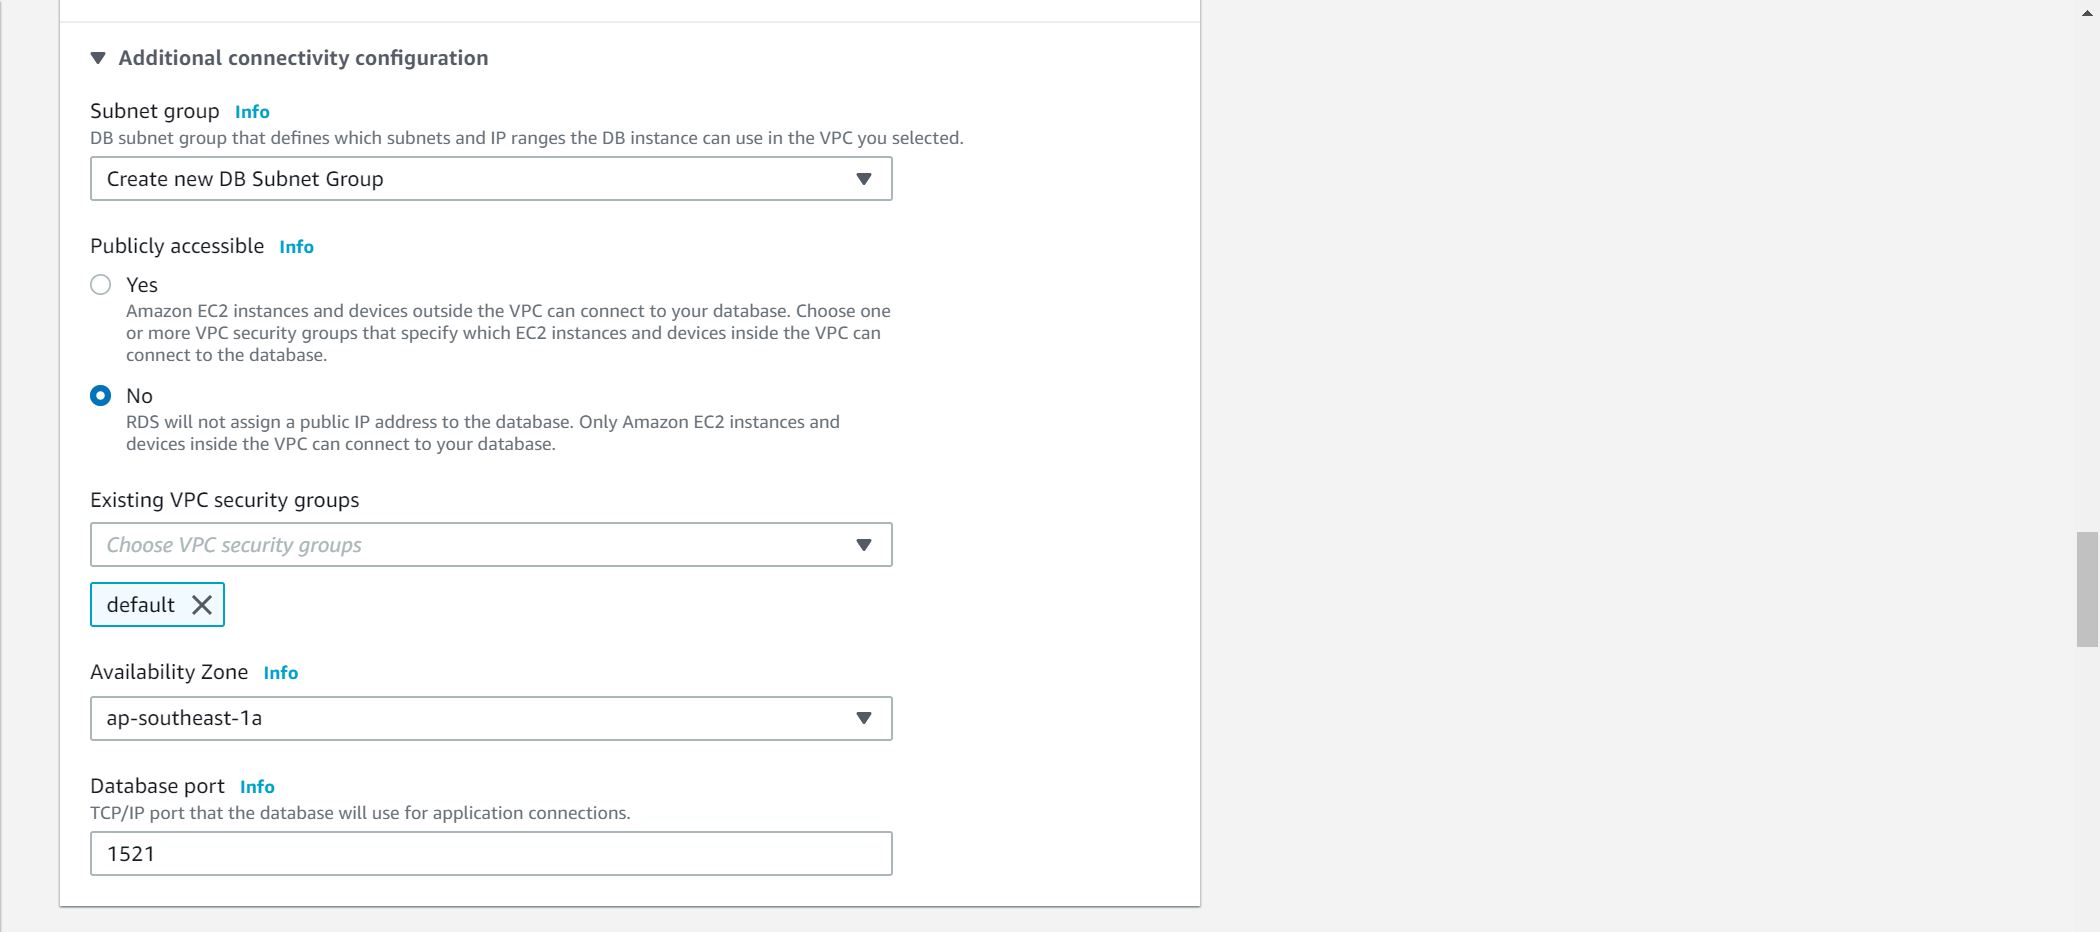 Additional connectivity configuration
Subnet group Info
DB subnet group that defines which subnets and IP ranges the DB instance can use in the VPC you selected.
Create new DB Subnet Group
Publicly accessible Info
Yes
Amazon EC2 instances and devices outside the VPC can connect to your database. Choose one
or more VPC security groups that specify which EC2 instances and devices inside the VPC can
connect to the database.
No
RDS will not assign a public IP address to the database. Only Amazon EC2 instances and
devices inside the VPC can connect to your database.
Existing VPC security groups
Choose VPC security groups
default
Availability Zone Info
ap-southeast-1a
Database port Info
TCP/IP port that the database will use for application connections.
1521